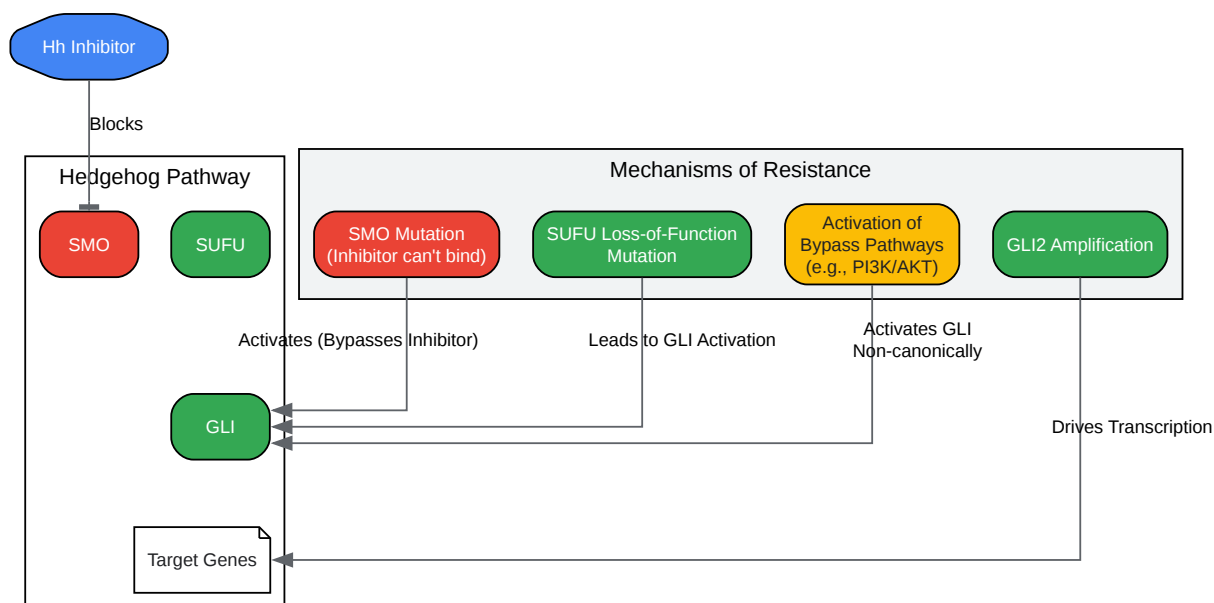 Hh Inhibitor
Blocks
Hedgehog Pathway
Mechanisms of Resistance
SMO
SUFU
SMO Mutation
(Inhibitor can't bind)
SUFU Loss-of-Function
Mutation
Activation of
Bypass Pathways
(e.g., PI3K/AKT)
GLI2 Amplification
Activates (Bypasses Inhibitor)
Leads to GLI Activation
Activates GLI
Non-canonically
GLI
Drives Transcription
Target Genes